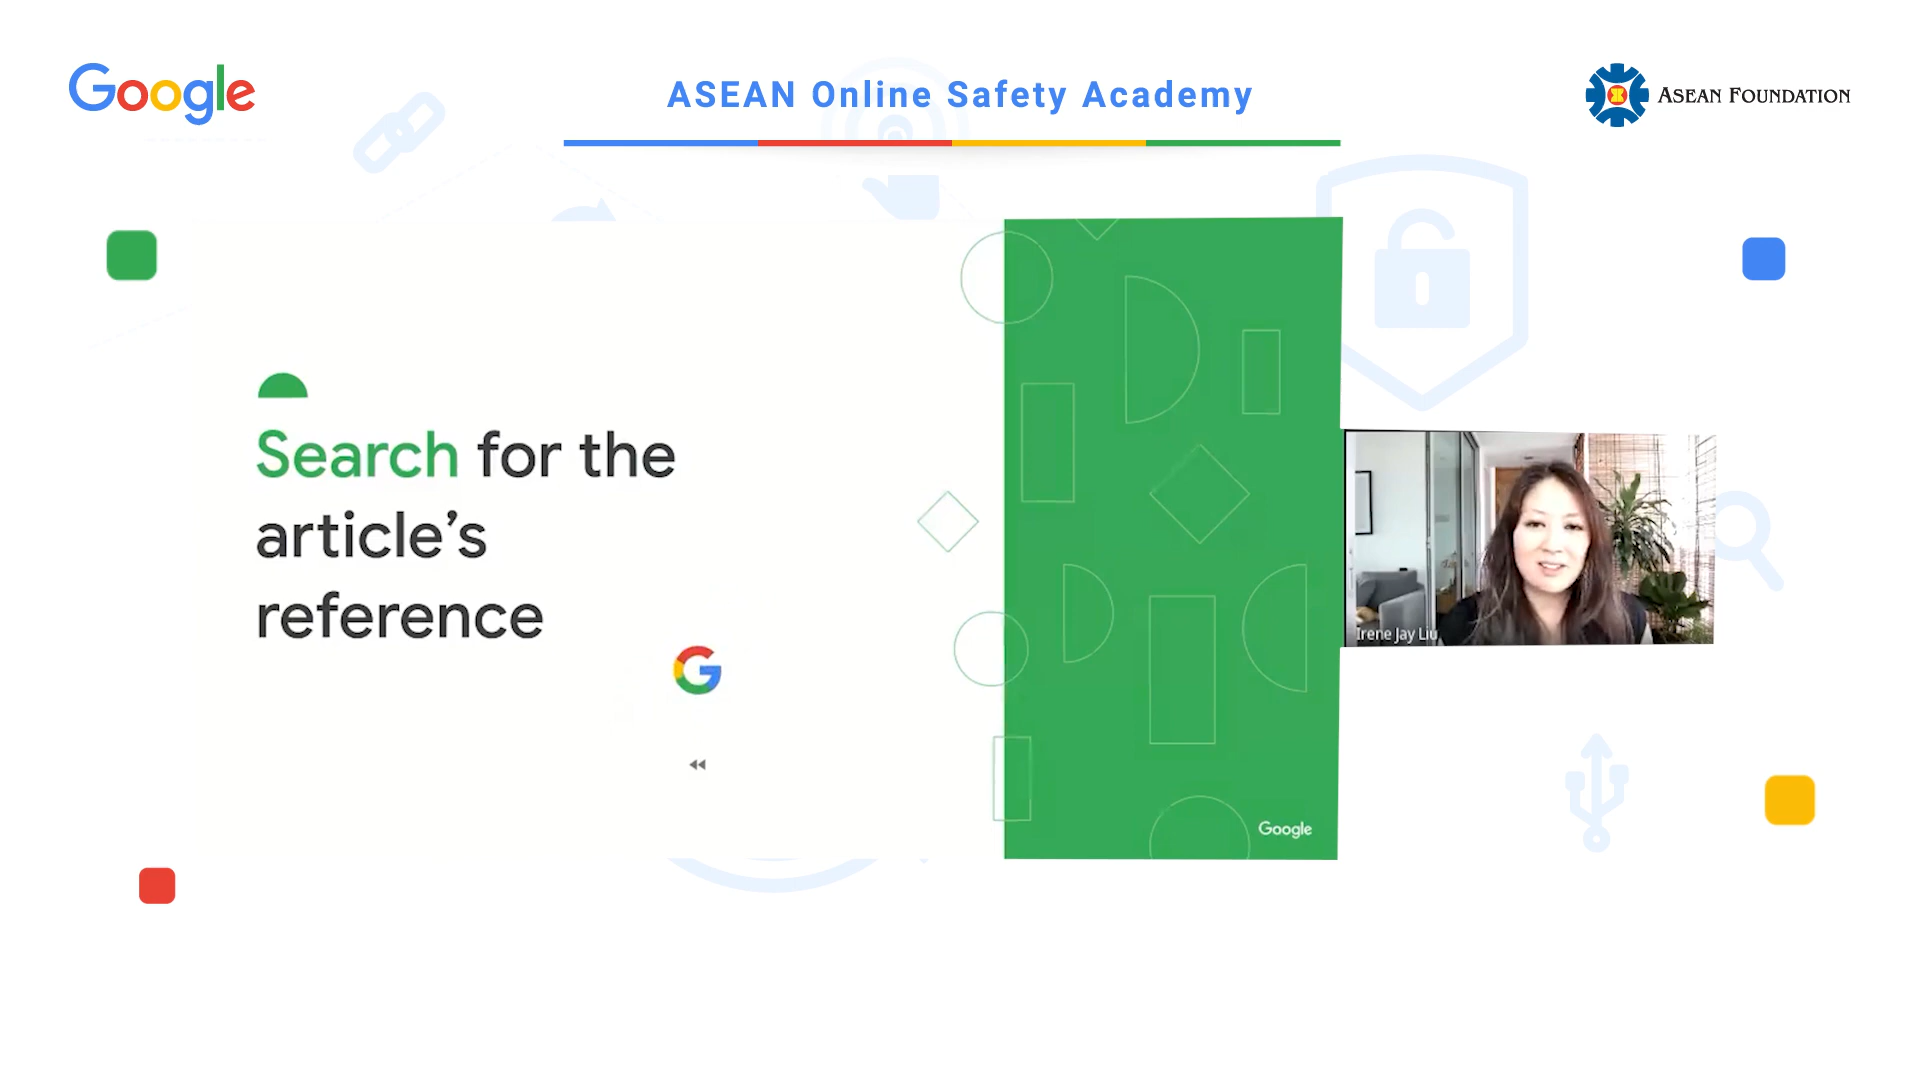 Google
ASEAN Online Safety Academy
ASEAN FOUNDATION
Search for the
article’s
reference
G
Google
Irene Jay Liu